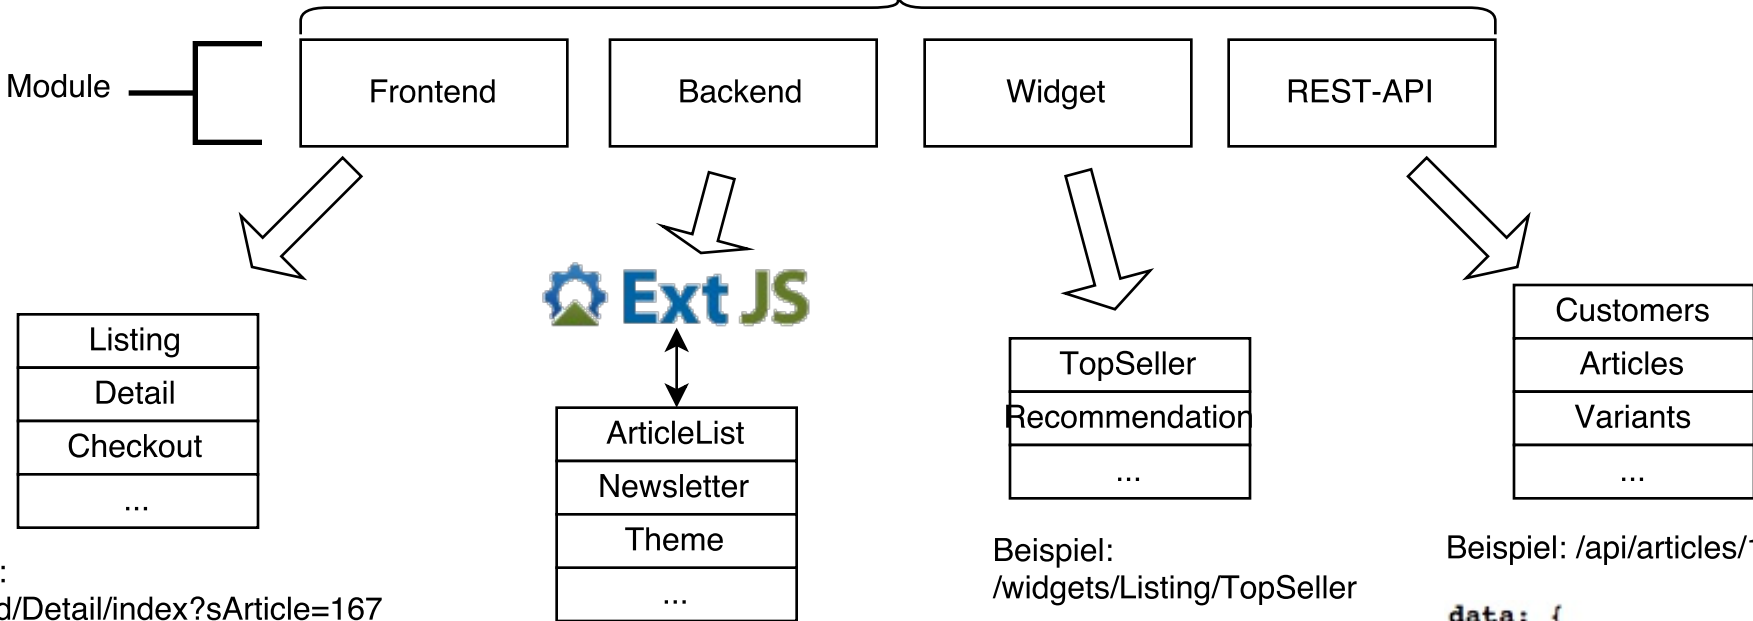 Module
Frontend
Backend
Widget
REST-API
Listing
Detail
Checkout
...
:
d/Detail/index?sArticle=167
Ext JS
ArticleList
Newsletter
Theme
...
TopSeller
Recommendation
...
Beispiel:
/widgets/Listing/TopSeller
Customers
Articles
Variants
...
Beispiel: /api/articles/
data: {